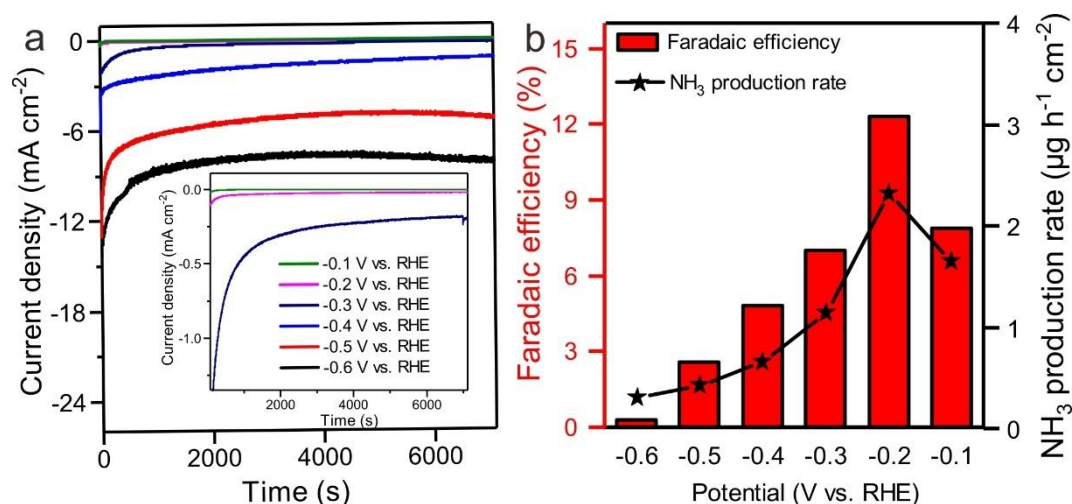 a
Current density (mA cm⁻²)
0
-6
-12
-18
-24
0
2000
4000
6000
Time (s)
Current density (mA cm⁻²)
0.0
-0.5
-1.0
-0.1 V vs. RHE
-0.2 V vs. RHE
-0.3 V vs. RHE
-0.4 V vs. RHE
-0.5 V vs. RHE
-0.6 V vs. RHE
2000
4000
6000
Time (s)
b
Faradaic efficiency
NH₃ production rate
Faradaic efficiency (%)
15
12
9
6
3
0
-0.6
-0.5
-0.4
-0.3
-0.2
-0.1
Potential (V vs. RHE)
4
3
2
1
0
NH₃ production rate (µg h⁻¹ cm⁻²)